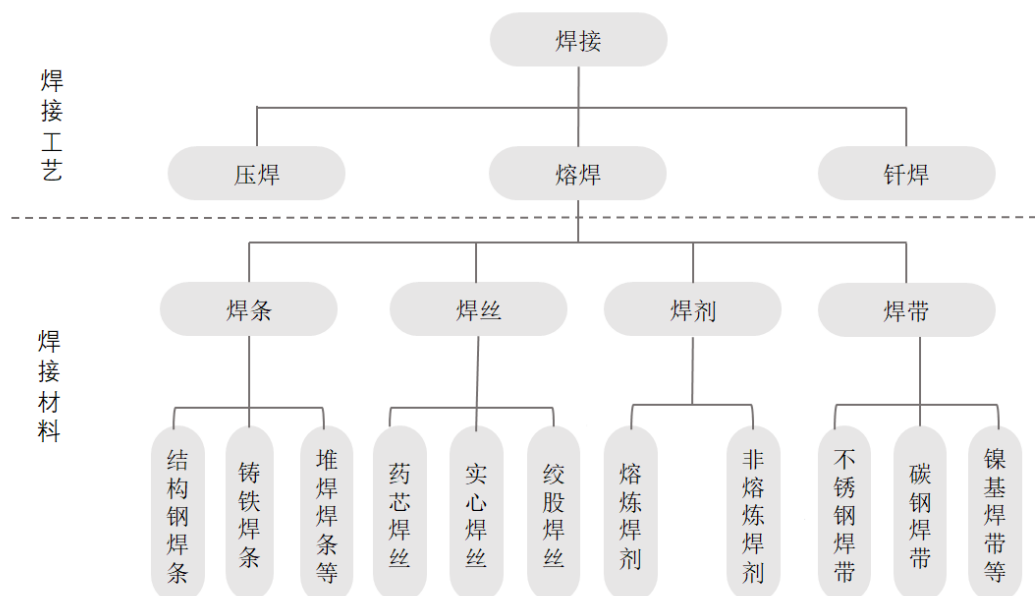 焊接
焊接工艺
压焊
熔焊
钎焊
焊条
焊丝
焊剂
焊带
焊接材料
结构钢焊条
铸铁焊条
堆焊焊条等
药芯焊丝
实心焊丝
绞股焊丝
熔炼焊剂
非熔炼焊剂
不锈钢焊带
碳钢焊带
镍基焊带等